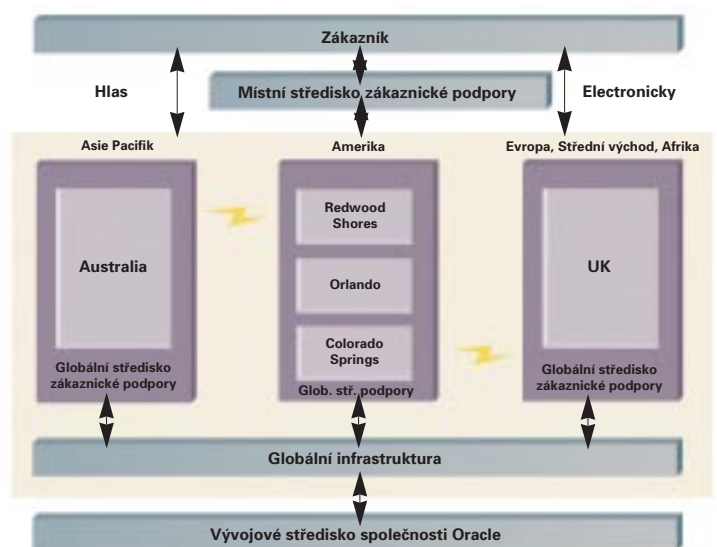 Zákazník
Hlas
Místní středisko zákaznické podpory
Electronicky
Asie Pacifik
Amerika
Evropa, Střední východ, Afrika
Australia
Globální středisko
zákaznické podpory
Redwood
Shores
Orlando
Colorado
Springs
Glob. stř. podpory
UK
Globální středisko
zákaznické podpory
Globální infrastruktura
Vývojové středisko společnosti Oracle